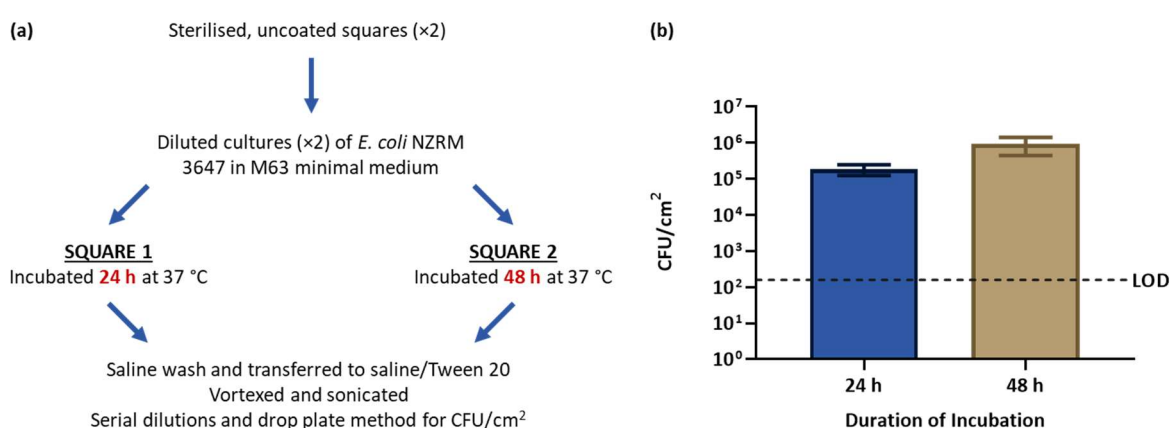 (a)
Sterilised, uncoated squares (×2)
Diluted cultures (×2) of E. coli NZRM
3647 in M63 minimal medium
SQUARE 1
Incubated 24 h at 37 °C
SQUARE 2
Incubated 48 h at 37 °C
Saline wash and transferred to saline/Tween 20
Vortexed and sonicated
Serial dilutions and drop plate method for CFU/cm²
(b)
CFU/cm²
10⁷
10⁶
10⁵
10⁴
10³
10²
10¹
10⁰
LOD
24 h
48 h
Duration of Incubation